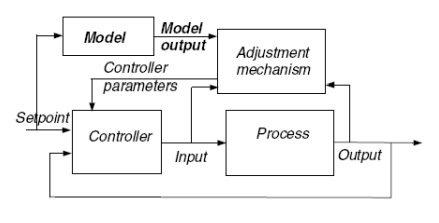 Model
Model
output
Adjustment
mechanism
Controller
parameters
Setpoint
Controller
Process
Input
Output